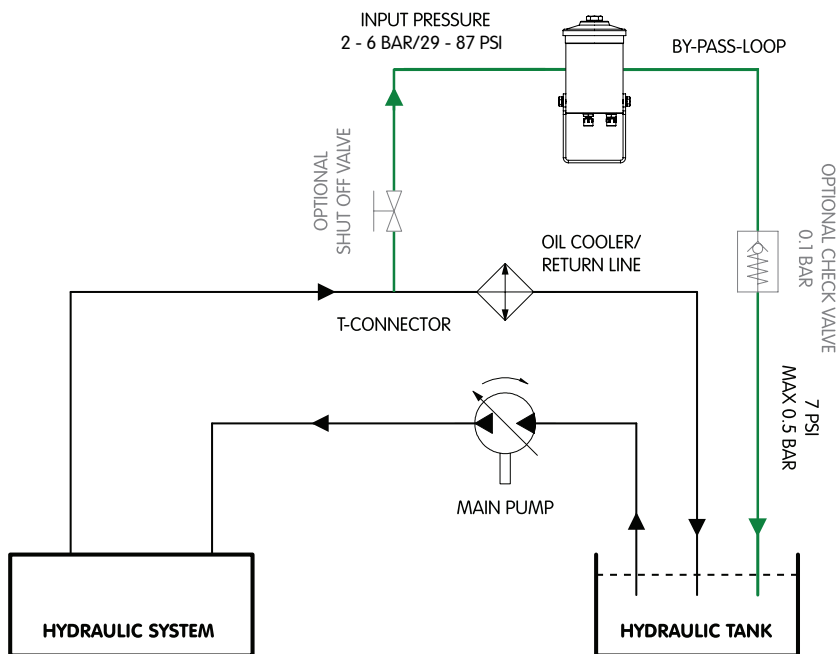 INPUT PRESSURE
2 - 6 BAR/29 - 87 PSI
BY-PASS-LOOP
OPTIONAL
SHUT OFF VALVE
OPTIONAL CHECK VALVE
0.1 BAR
OIL COOLER/
RETURN LINE
T-CONNECTOR
7 PSI
MAX 0.5 BAR
MAIN PUMP
HYDRAULIC SYSTEM
HYDRAULIC TANK